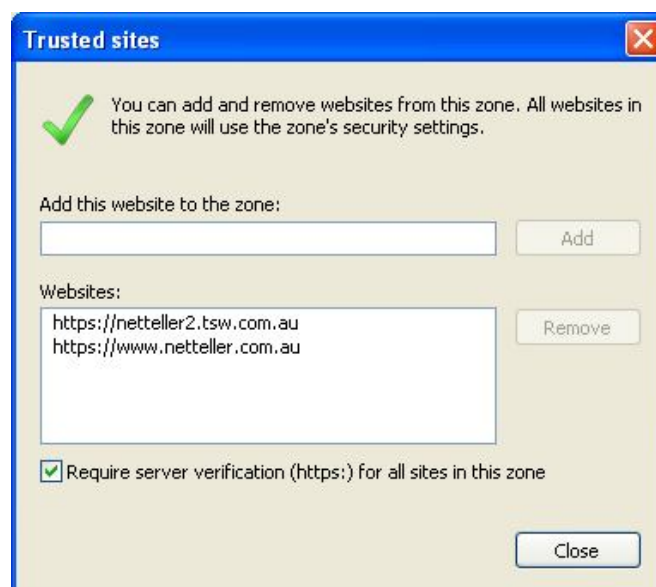 Trusted sites
You can add and remove websites from this zone. All websites in
this zone will use the zone's security settings.
Add this website to the zone:
Add
Websites:
https://netteller2.tsw.com.au
https://www.netteller.com.au
Remove
Require server verification (https:) for all sites in this zone
Close